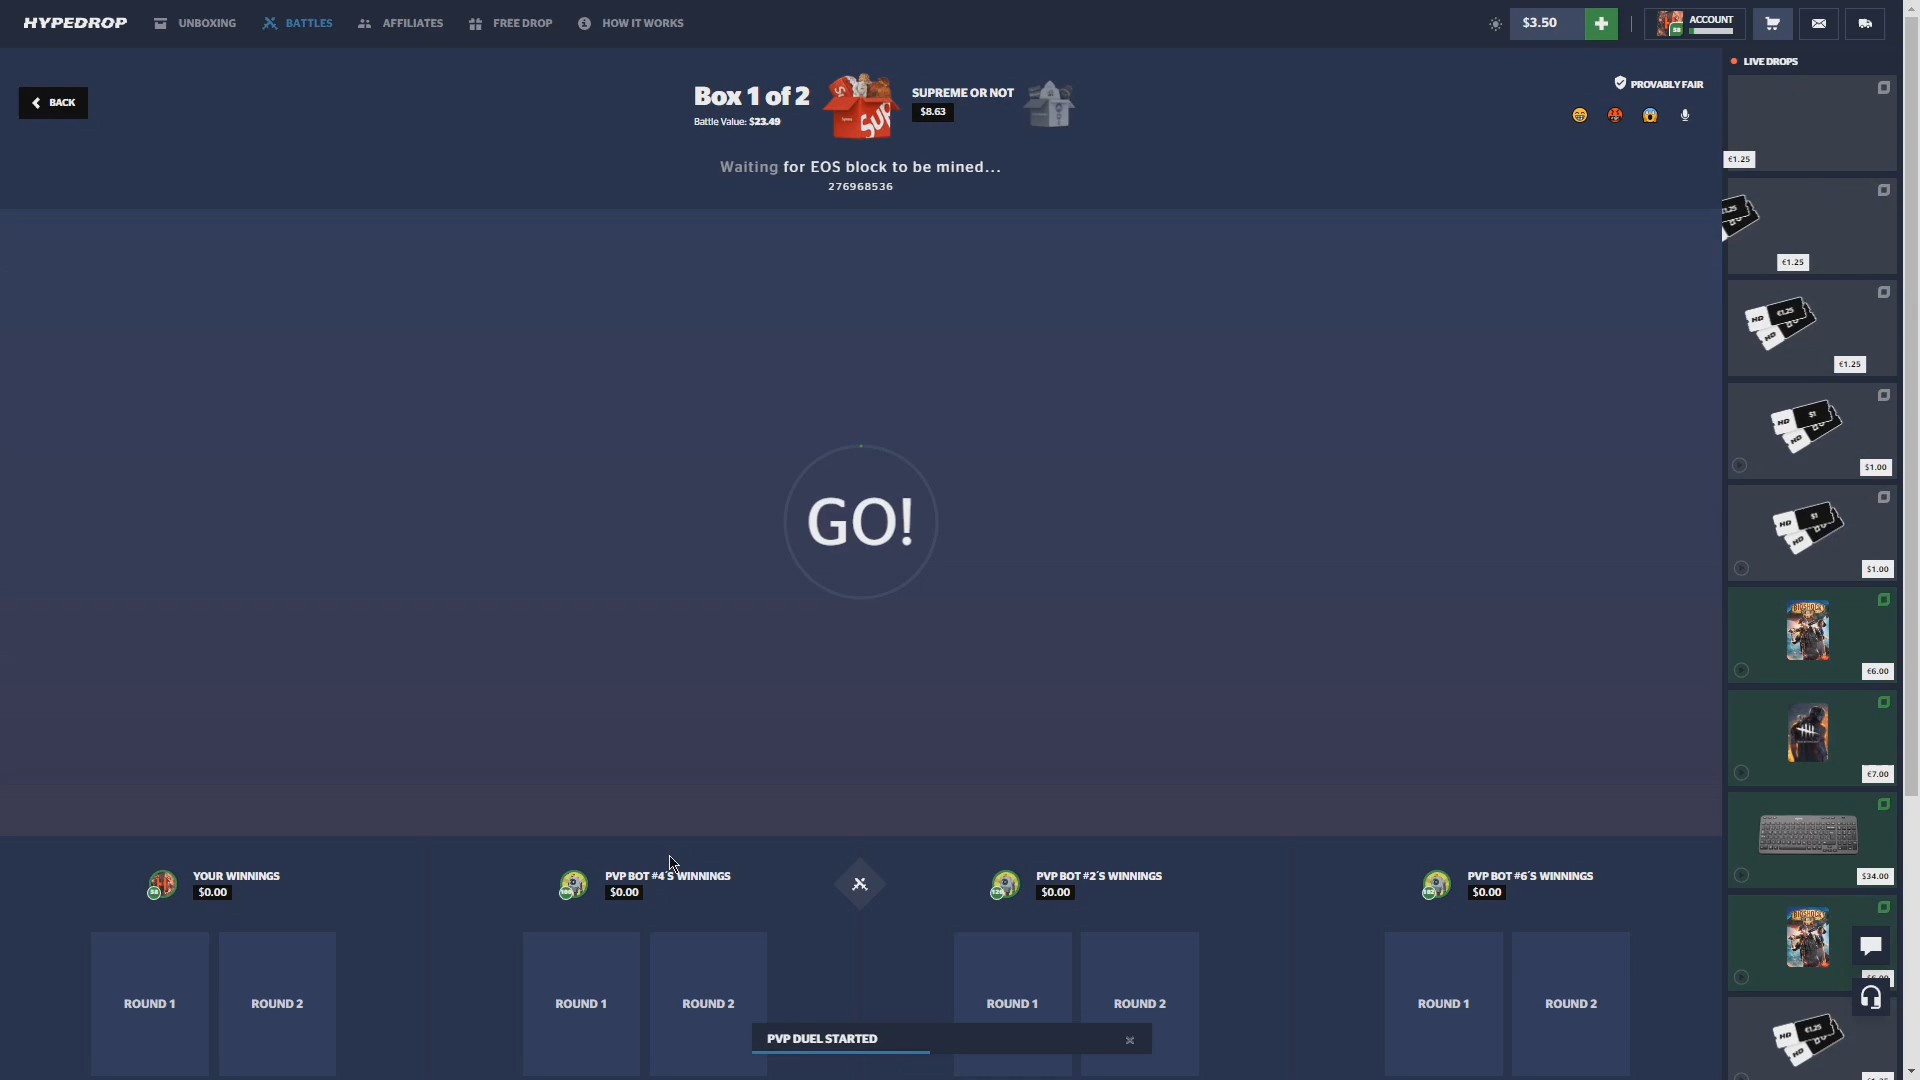 HYPEDROP
UNBOXING
BATTLES
AFFILIATES
FREE DROP
HOW IT WORKS
$3.50
ACCOUNT
58
BACK
Box 1 of 2
Battle Value: $23.49
SUPREME OR NOT
$8.63
PROVABLY FAIR
Waiting for EOS block to be mined...
276968536
GO!
LIVE DROPS
€1.25
€1.25
€1.25
$1.00
$1.00
€6.00
€7.00
$34.00
YOUR WINNINGS
$0.00
PVP BOT #4´S WINNINGS
$0.00
PVP BOT #2´S WINNINGS
$0.00
PVP BOT #6´S WINNINGS
$0.00
ROUND 1
ROUND 2
ROUND 1
ROUND 2
ROUND 1
ROUND 2
ROUND 1
ROUND 2
PVP DUEL STARTED